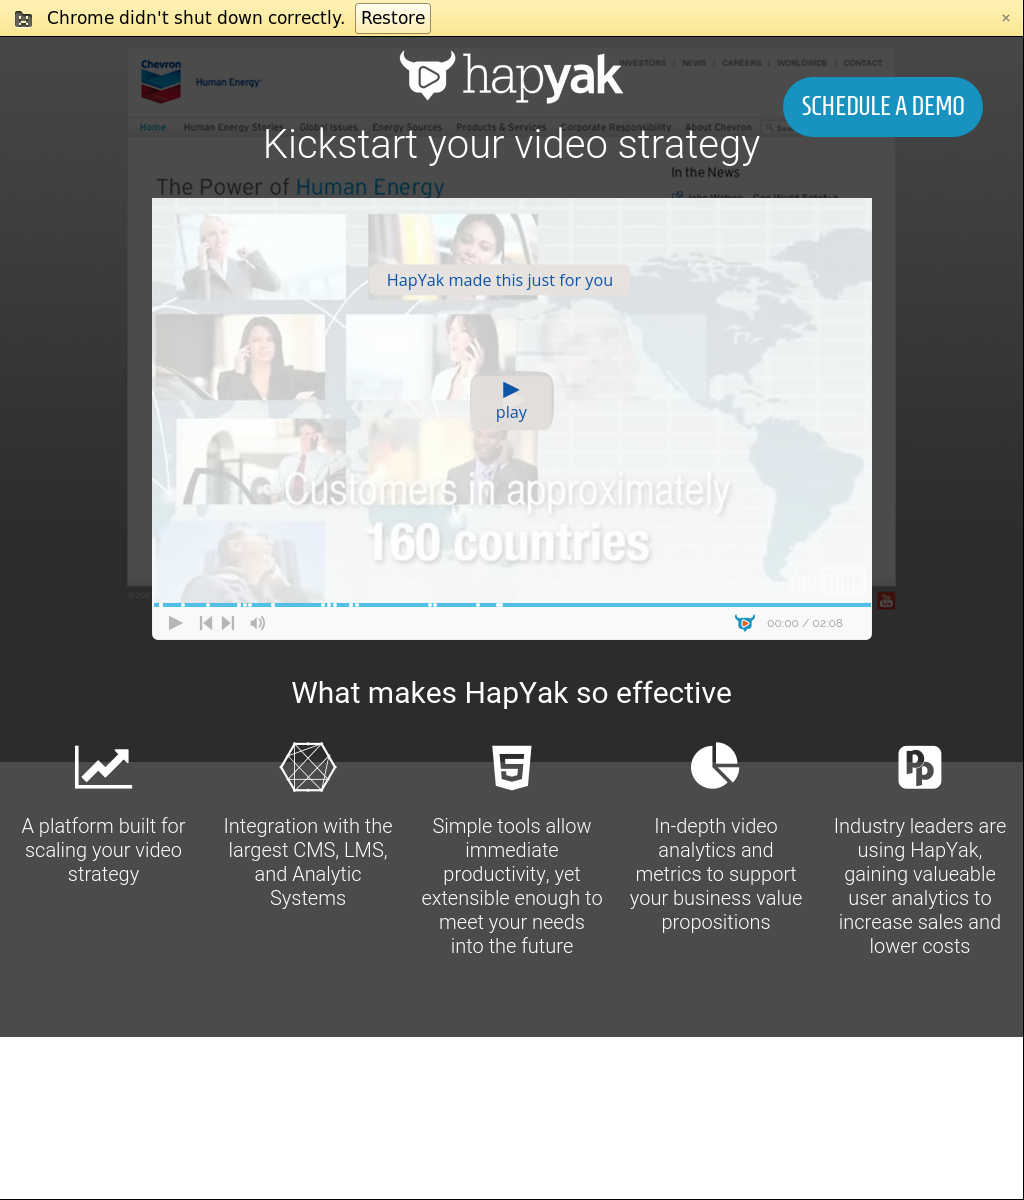 Chrome didn't shut down correctly. Restore
Chevron
Human Energy
INVESTORS | NEWS | CAREERS | WORLDWIDE | CONTACT
hapyak
SCHEDULE A DEMO
Home Human Energy Stories Global Issues Energy Sources Products & Services Corporate Responsibility About Chevron
Kickstart your video strategy
In the News
The Power of Human Energy
HapYak made this just for you
play
Customers in approximately
160 countries
YouTube
00:00 / 02:08
What makes HapYak so effective
A platform built for
scaling your video
strategy
Integration with the
largest CMS, LMS,
and Analytic
Systems
Simple tools allow
immediate
productivity, yet
extensible enough to
meet your needs
into the future
In-depth video
analytics and
metrics to support
your business value
propositions
Industry leaders are
using HapYak,
gaining valueable
user analytics to
increase sales and
lower costs